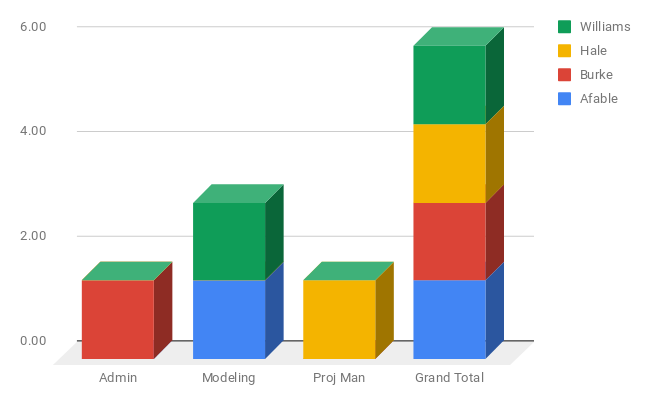 6.00
4.00
2.00
0.00
Admin
Modeling
Proj Man
Grand Total
Williams
Hale
Burke
Afable